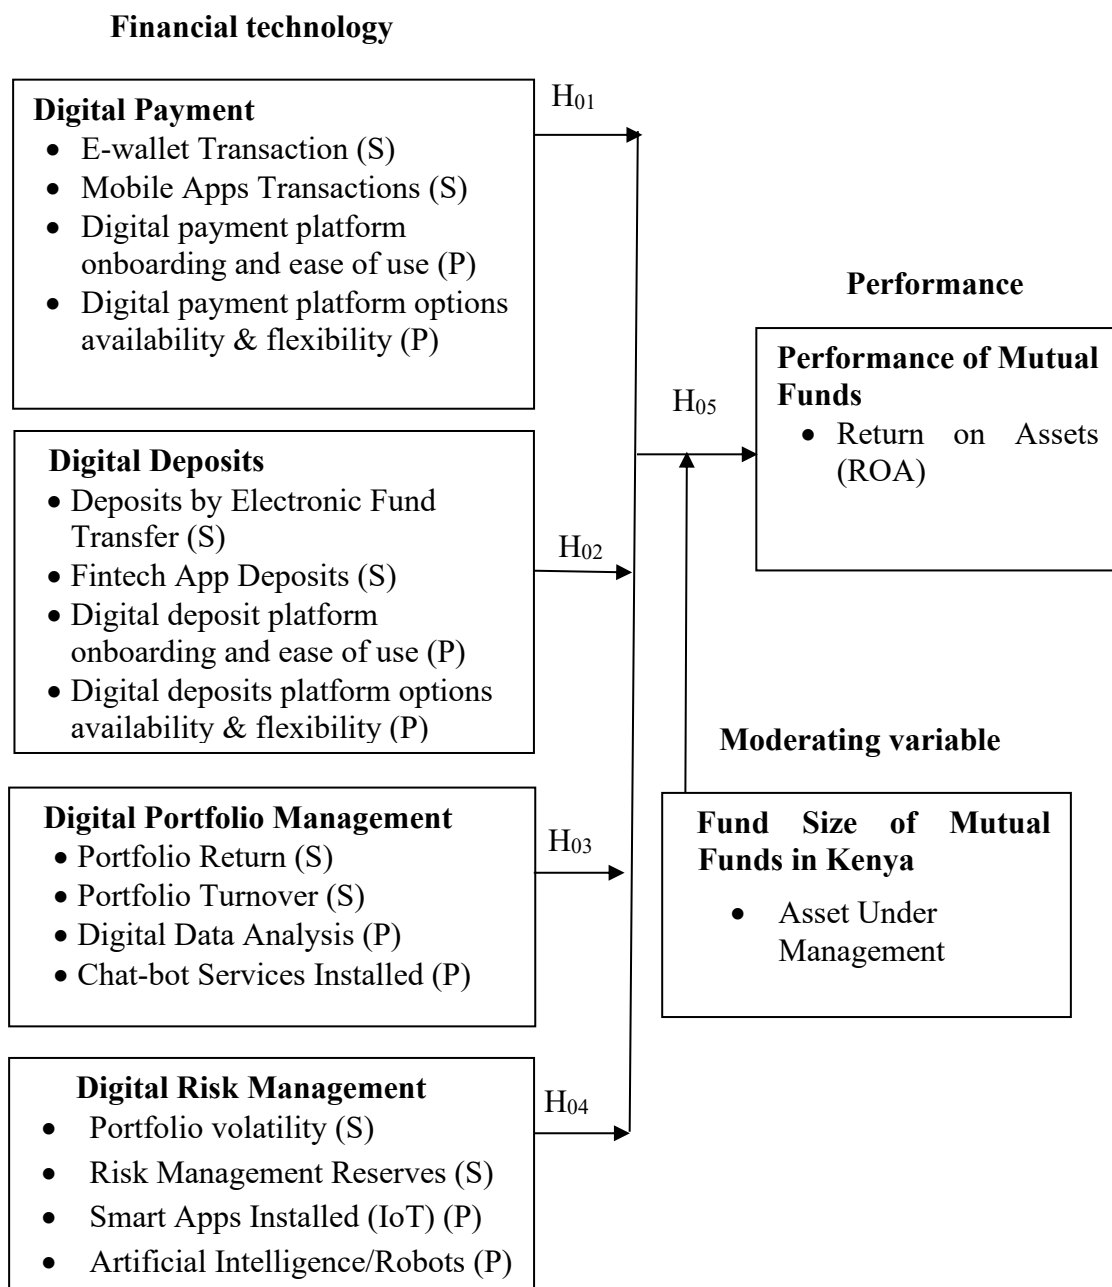 Financial technology
Digital Payment
• E-wallet Transaction (S)
• Mobile Apps Transactions (S)
• Digital payment platform
onboarding and ease of use (P)
• Digital payment platform options
availability & flexibility (P)
H01
Digital Deposits
• Deposits by Electronic Fund
Transfer (S)
• Fintech App Deposits (S)
• Digital deposit platform
onboarding and ease of use (P)
• Digital deposits platform options
availability & flexibility (P)
H02
Digital Portfolio Management
• Portfolio Return (S)
• Portfolio Turnover (S)
• Digital Data Analysis (P)
• Chat-bot Services Installed (P)
H03
Digital Risk Management
• Portfolio volatility (S)
• Risk Management Reserves (S)
• Smart Apps Installed (IoT) (P)
• Artificial Intelligence/Robots (P)
H04
H05
Performance
Performance of Mutual
Funds
• Return on Assets
(ROA)
Moderating variable
Fund Size of Mutual
Funds in Kenya
• Asset Under
Management